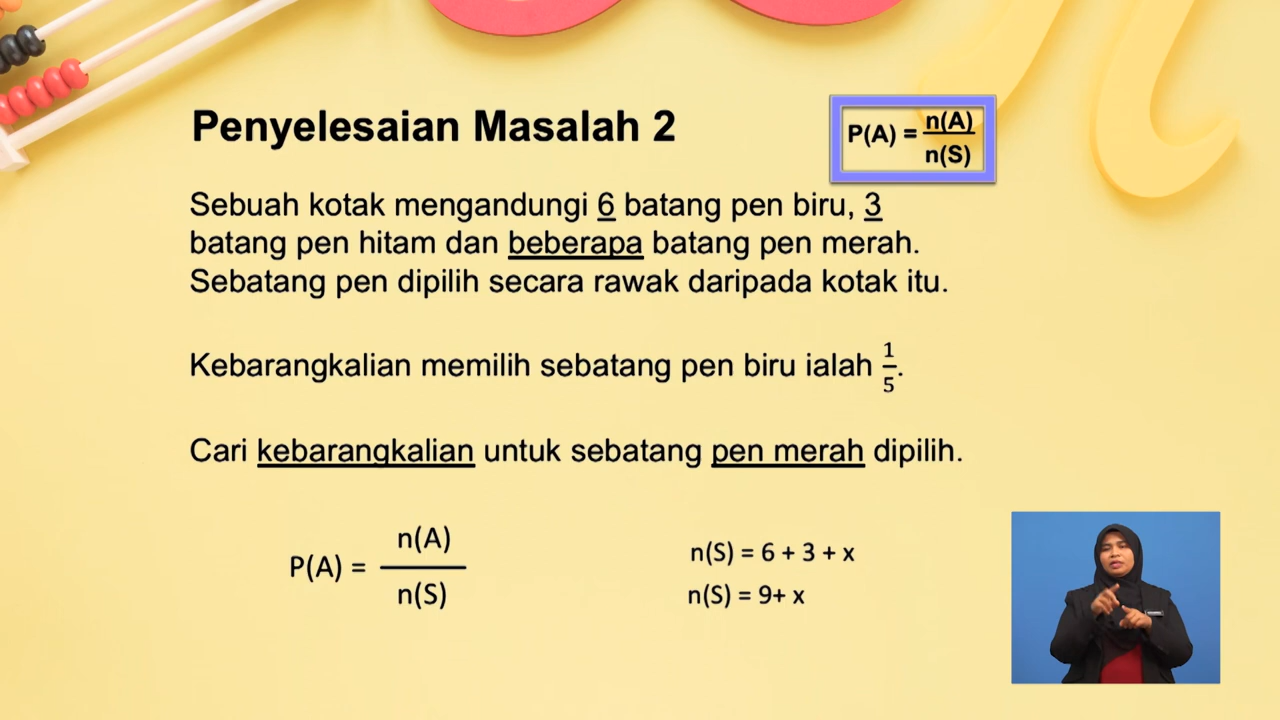 Penyelesaian Masalah 2
P(A) = n(A)
n(S)
Sebuah kotak mengandungi 6 batang pen biru, 3
batang pen hitam dan beberapa batang pen merah.
Sebatang pen dipilih secara rawak daripada kotak itu.
Kebarangkalian memilih sebatang pen biru ialah 1/5.
Cari kebarangkalian untuk sebatang pen merah dipilih.
P(A) = n(A)
n(S)
n(S) = 6 + 3 + x
n(S) = 9+ x